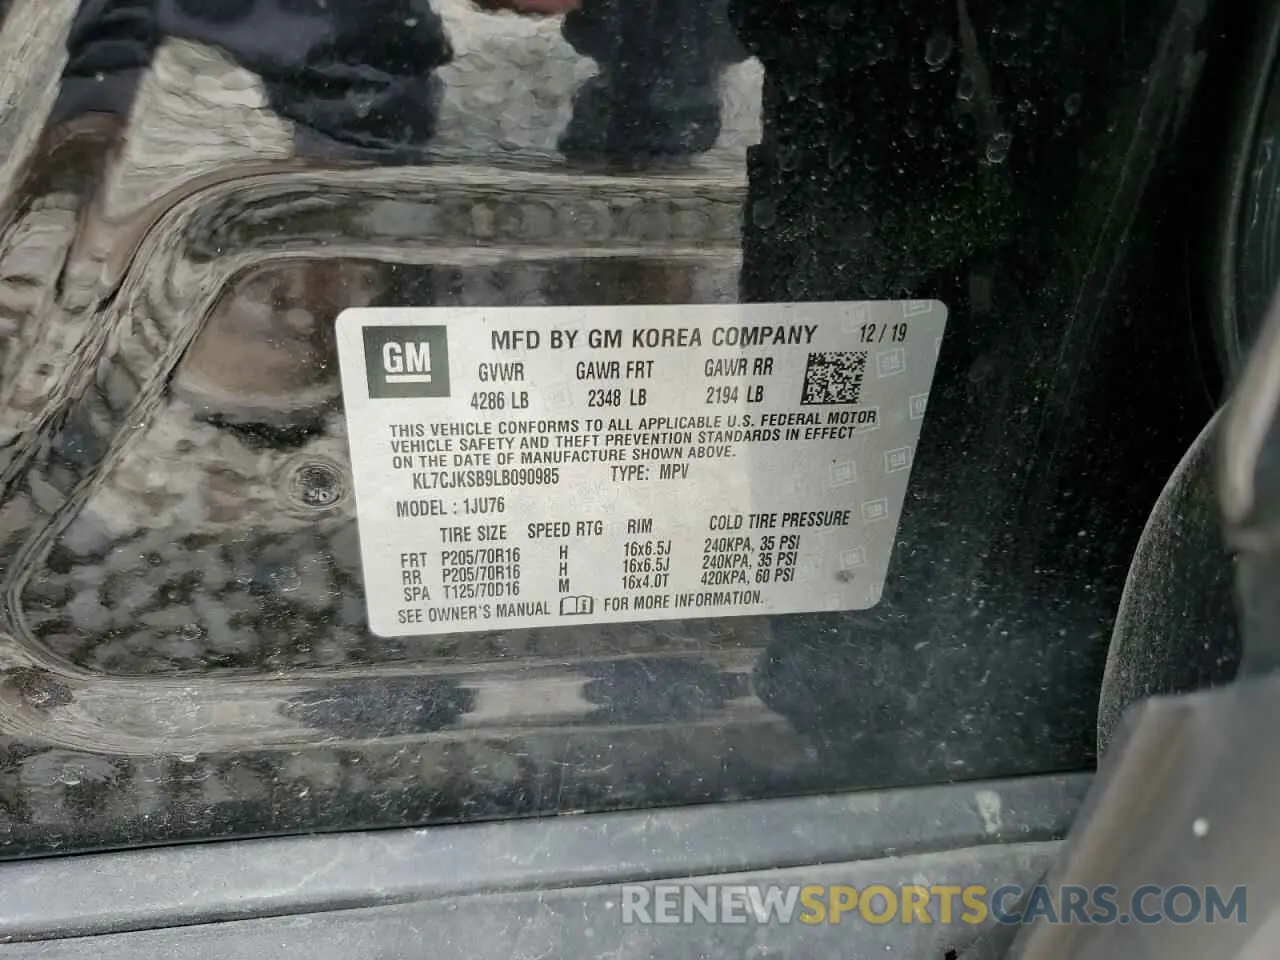 GM
MFD BY GM KOREA COMPANY 12 / 19
GVWR GAWR FRT GAWR RR
4286 LB 2348 LB 2194 LB
THIS VEHICLE CONFORMS TO ALL APPLICABLE U.S. FEDERAL MOTOR
VEHICLE SAFETY AND THEFT PREVENTION STANDARDS IN EFFECT
ON THE DATE OF MANUFACTURE SHOWN ABOVE.
KL7CJKSB9LB090985 TYPE: MPV
MODEL : 1JU76
TIRE SIZE SPEED RTG RIM COLD TIRE PRESSURE
FRT P205/70R16 H 16x6.5J 240KPA, 35 PSI
RR P205/70R16 H 16x6.5J 240KPA, 35 PSI
SPA T125/70D16 M 16x4.0T 420KPA, 60 PSI
SEE OWNER'S MANUAL FOR MORE INFORMATION.
RENEWSPORTSCARS.COM